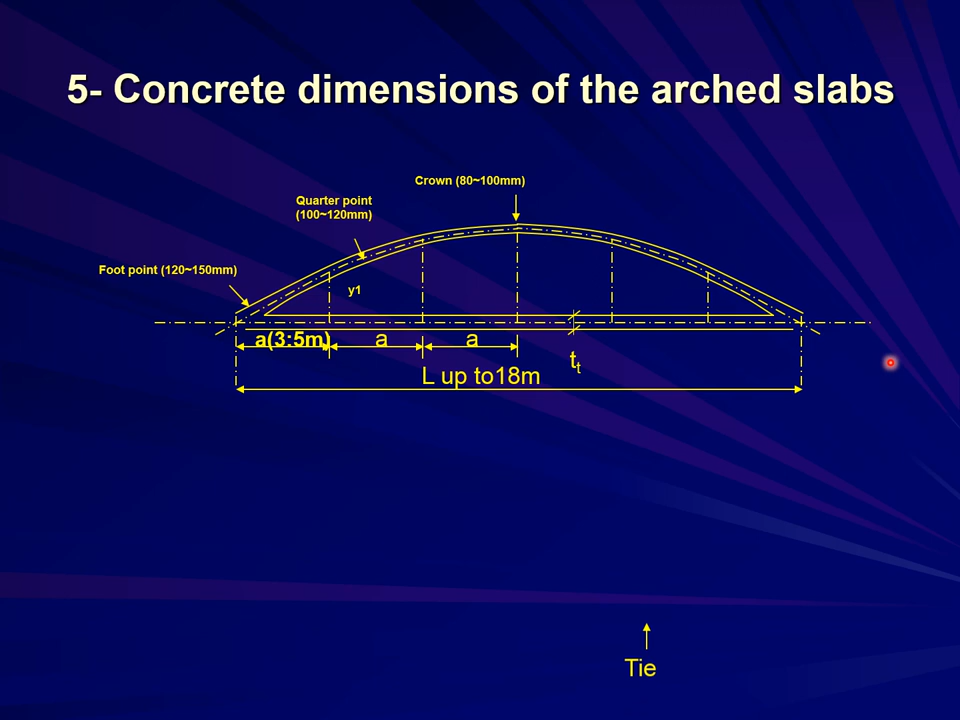 5- Concrete dimensions of the arched slabs
Crown (80~100mm)
Quarter point
(100~120mm)
Foot point (120~150mm)
y1
a(3:5m)
a
a
tt
L up to18m
Tie